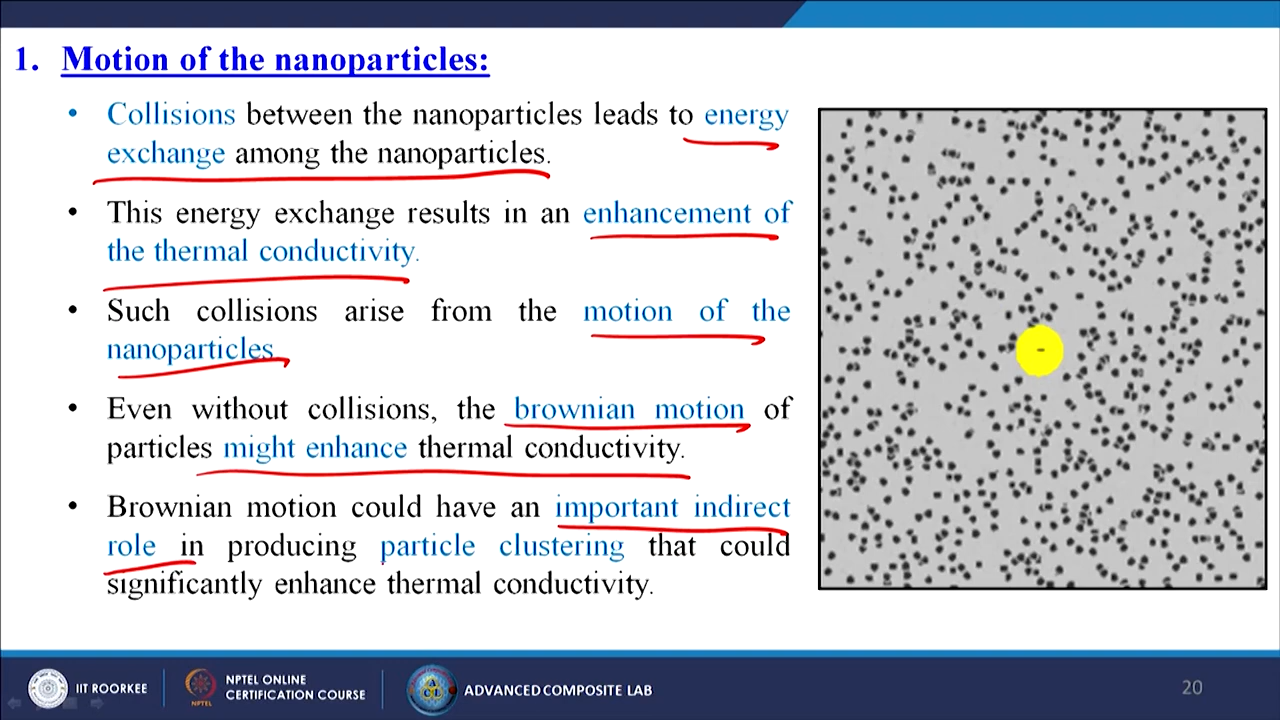 1. Motion of the nanoparticles:
• Collisions between the nanoparticles leads to energy
exchange among the nanoparticles.
• This energy exchange results in an enhancement of
the thermal conductivity.
• Such collisions arise from the motion of the
nanoparticles.
• Even without collisions, the brownian motion of
particles might enhance thermal conductivity.
• Brownian motion could have an important indirect
role in producing particle clustering that could
significantly enhance thermal conductivity.
IIT ROORKEE
NPTEL
NPTEL ONLINE
CERTIFICATION COURSE
ACL
ADVANCED COMPOSITE LAB
20